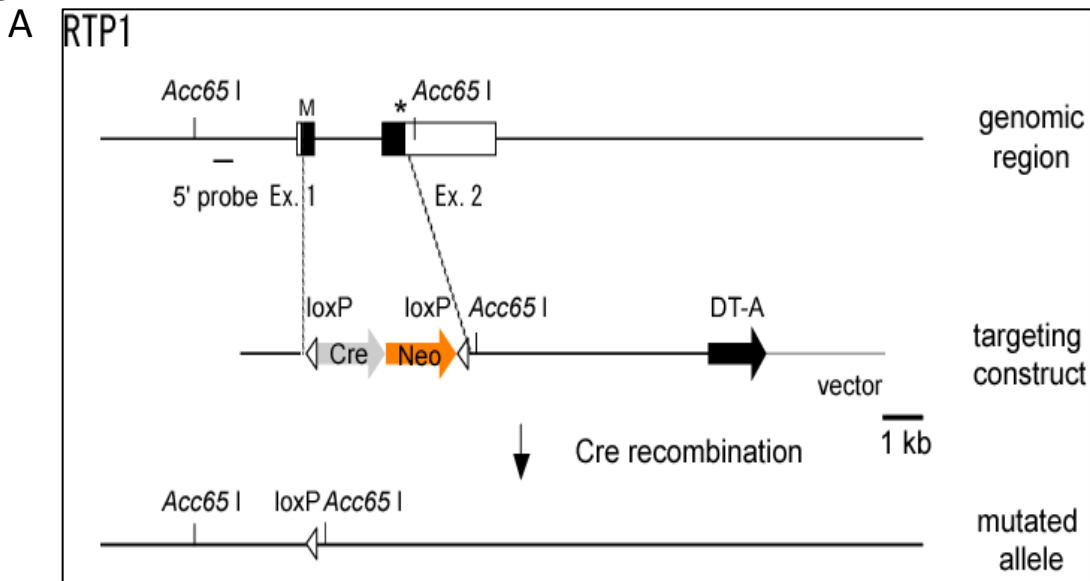 A
RTP1
Acc65 I
M
* Acc65 I
genomic
region
5' probe Ex. 1
Ex. 2
loxP
loxP
Acc65 I
DT-A
Cre
Neo
targeting
construct
vector
1 kb
Cre recombination
Acc65 I
loxP Acc65 I
mutated
allele